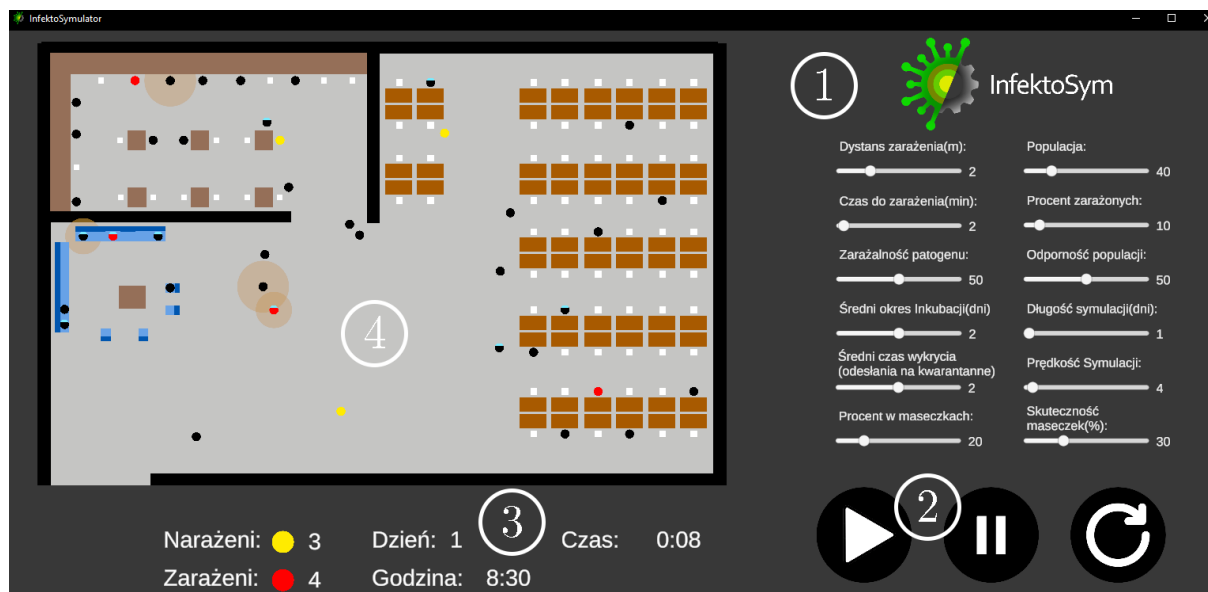 InfektoSymulator
1
InfektoSym
Dystans zarażenia(m):
2
Populacja:
40
Czas do zarażenia(min):
2
Procent zarażonych:
10
Zarażalność patogenu:
50
Odporność populacji:
50
Średni okres Inkubacji(dni)
2
Długość symulacji(dni):
1
Średni czas wykrycia
(odesłania na kwarantanne)
2
Prędkość Symulacji:
4
Procent w maseczkach:
20
Skuteczność
maseczek(%):
30
4
2
3
Narażeni: 3
Dzień: 1
Czas: 0:08
Zarażeni: 4
Godzina: 8:30